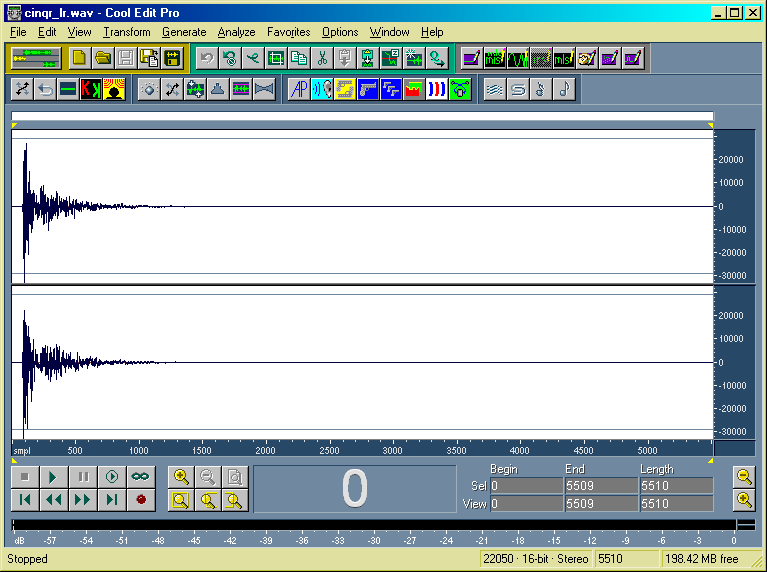 cinqr_lr.wav - Cool Edit Pro
File Edit View Transform Generate Analyze Favorites Options Window Help
mls
mls
AP
20000
10000
0
-10000
-20000
-30000
20000
10000
0
-10000
-20000
-30000
smpl 500 1000 1500 2000 2500 3000 3500 4000 4500 5000
0
Begin End Length
Sel 0 5509 5510
View 0 5509 5510
dB -57 -54 -51 -48 -45 -42 -39 -36 -33 -30 -27 -24 -21 -18 -15 -12 -9 -6 -3 0
Stopped 22050 · 16-bit · Stereo 5510 198.42 MB free